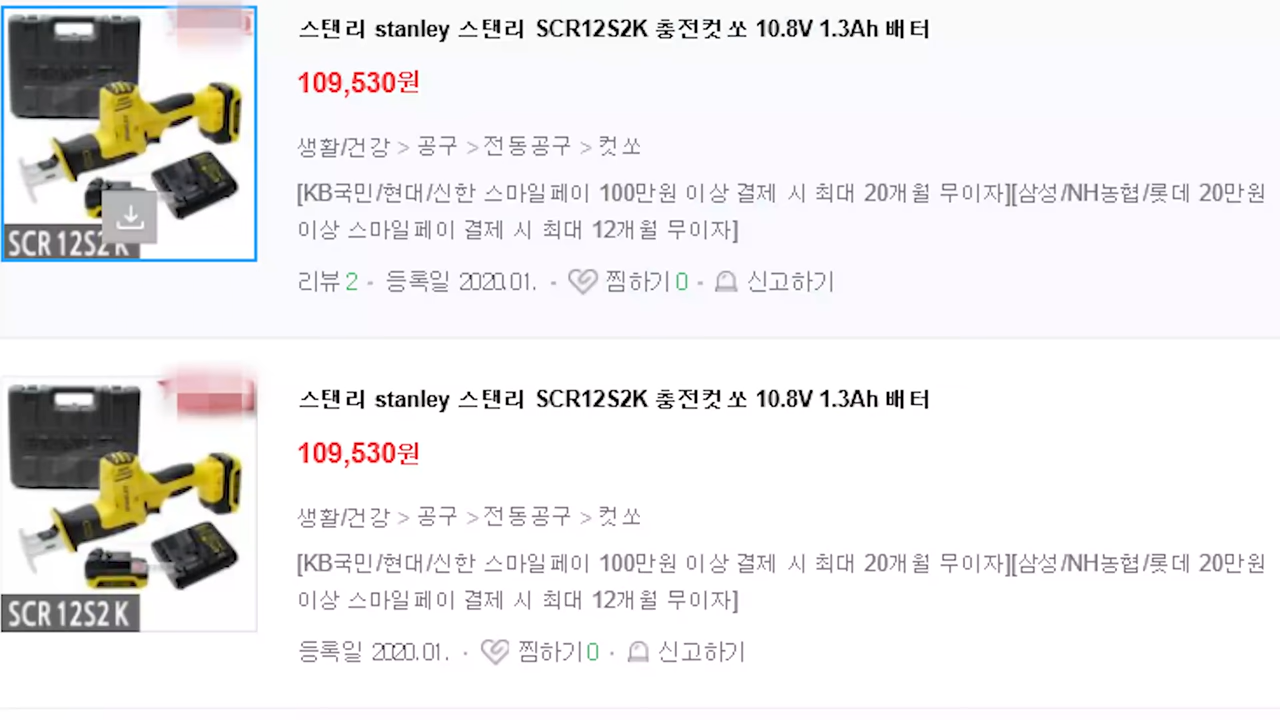 스탠리 stanley 스탠리 SCR12S2K 충전컷쏘 10.8V 1.3Ah 배터
109,530원
생활/건강 > 공구 > 전동공구 > 컷쏘
[KB국민/현대/신한 스마일페이 100만원 이상 결제 시 최대 20개월 무이자][삼성/NH농협/롯데 20만원
이상 스마일페이 결제 시 최대 12개월 무이자]
리뷰 2 · 등록일 2020.01. · 찜하기 0 · 신고하기
SCR 12S2 K
스탠리 stanley 스탠리 SCR12S2K 충전컷쏘 10.8V 1.3Ah 배터
109,530원
생활/건강 > 공구 > 전동공구 > 컷쏘
[KB국민/현대/신한 스마일페이 100만원 이상 결제 시 최대 20개월 무이자][삼성/NH농협/롯데 20만원
이상 스마일페이 결제 시 최대 12개월 무이자]
등록일 2020.01. · 찜하기 0 · 신고하기
SCR 12S2 K